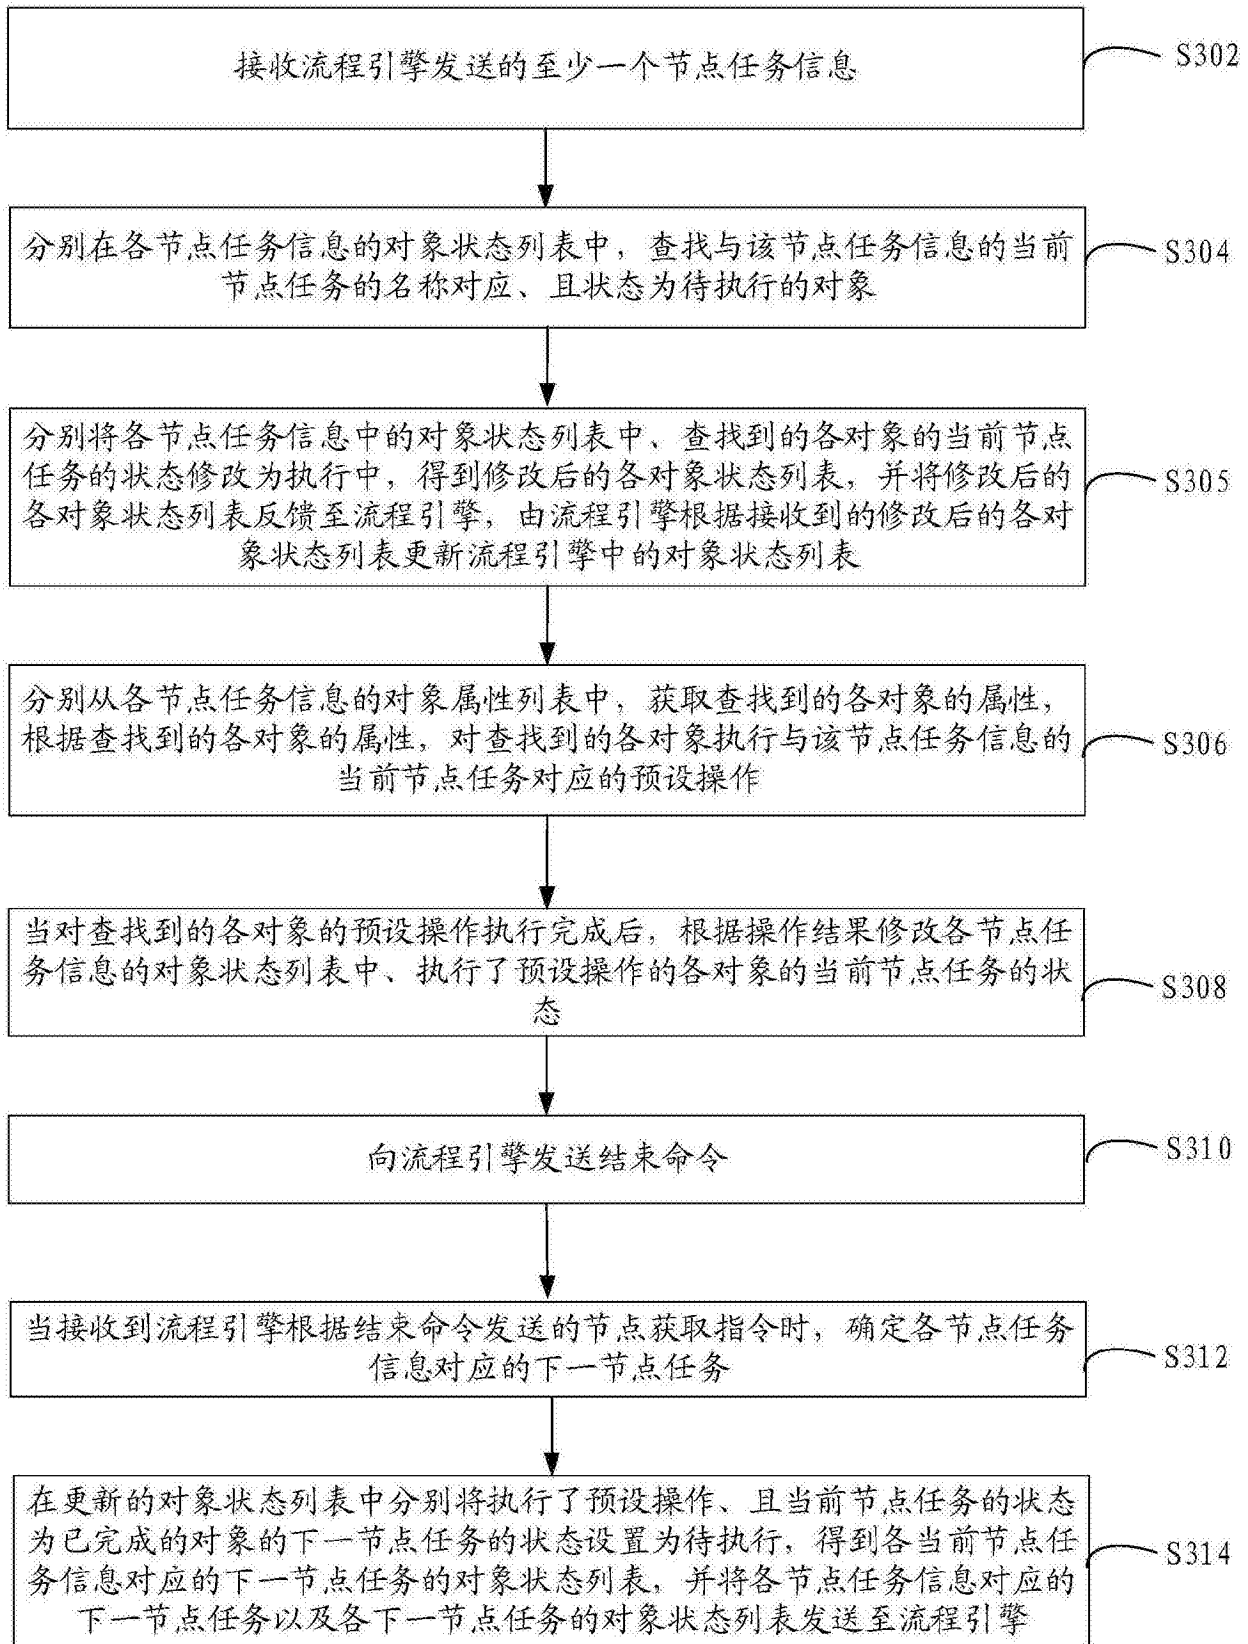 接收流程引擎发送的至少一个节点任务信息
S302
分别在各节点任务信息的对象状态列表中，查找与该节点任务信息的当前
节点任务的名称对应、且状态为待执行的对象
S304
分别将各节点任务信息中的对象状态列表中、查找到的各对象的当前节点
任务的状态修改为执行中，得到修改后的各对象状态列表，并将修改后的
各对象状态列表反馈至流程引擎，由流程引擎根据接收到的修改后的各对
象状态列表更新流程引擎中的对象状态列表
S305
分别从各节点任务信息的对象属性列表中，获取查找到的各对象的属性，
根据查找到的各对象的属性，对查找到的各对象执行与该节点任务信息的
当前节点任务对应的预设操作
S306
当对查找到的各对象的预设操作执行完成后，根据操作结果修改各节点任
务信息的对象状态列表中、执行了预设操作的各对象的当前节点任务的状
态
S308
向流程引擎发送结束命令
S310
当接收到流程引擎根据结束命令发送的节点获取指令时，确定各节点任务
信息对应的下一节点任务
S312
在更新的对象状态列表中分别将执行了预设操作、且当前节点任务的状态
为已完成的对象的下一节点任务的状态设置为待执行，得到各当前节点任
务信息对应的下一节点任务的对象状态列表，并将各节点任务信息对应的
下一节点任务以及各下一节点任务的对象状态列表发送至流程引擎
S314